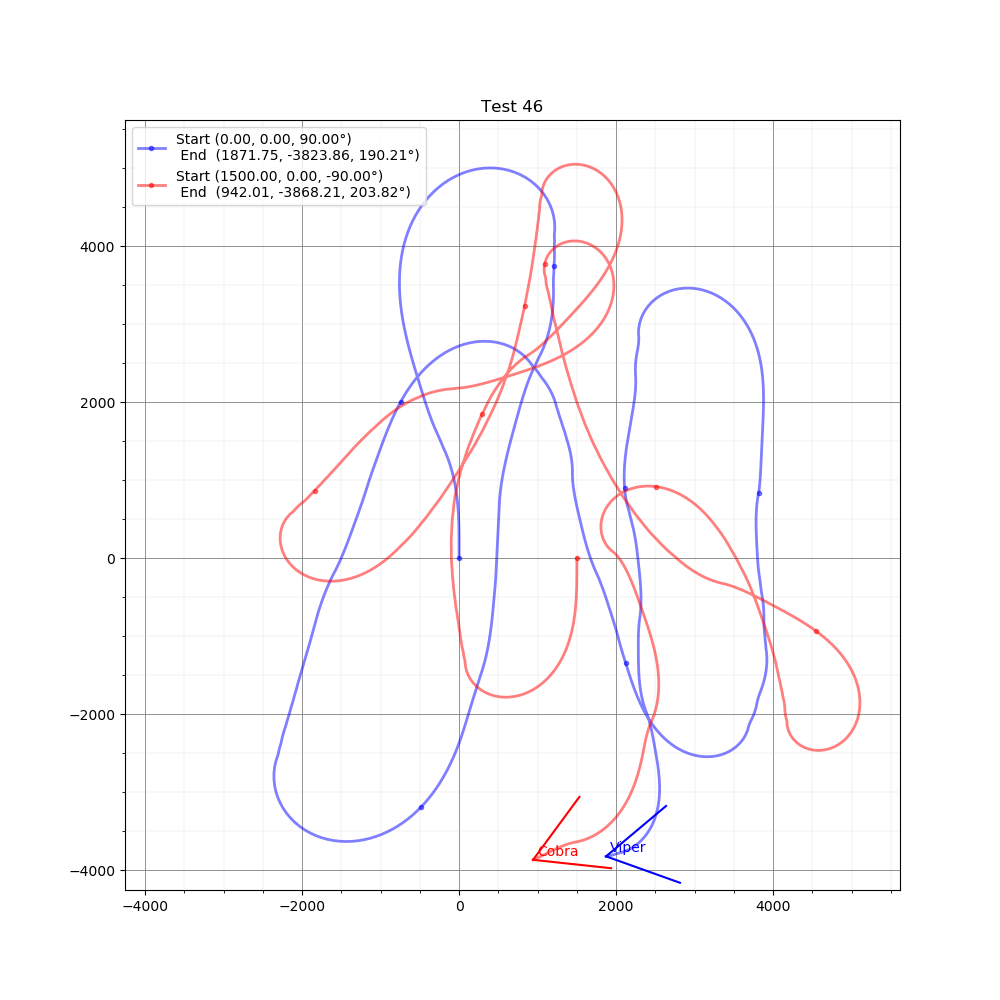 Test 46
Start (0.00, 0.00, 90.00°)
End  (1871.75, -3823.86, 190.21°)
Start (1500.00, 0.00, -90.00°)
End  (942.01, -3868.21, 203.82°)
4000
2000
0
−2000
−4000
Cobra
Viper
−4000
−2000
0
2000
4000